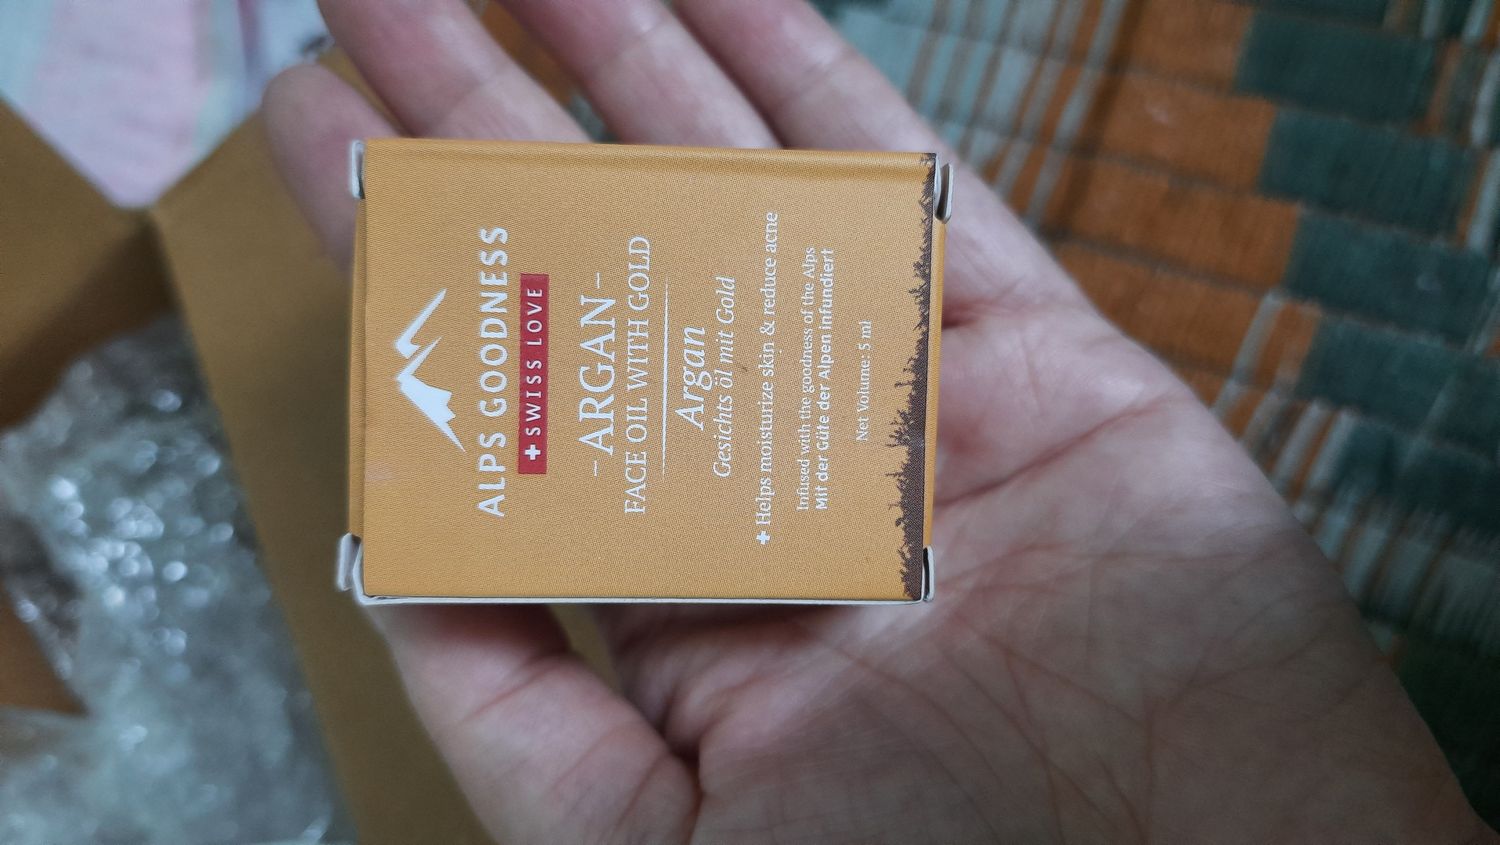 ALPS GOODNESS
+ SWISS LOVE
- ARGAN -
FACE OIL WITH GOLD
Argan
Gesichts öl mit Gold
+ Helps moisturize skin & reduce acne
Infused with the goodness of the Alps
Mit der Güte der Alpen infundiert
Net Volume: 5 ml